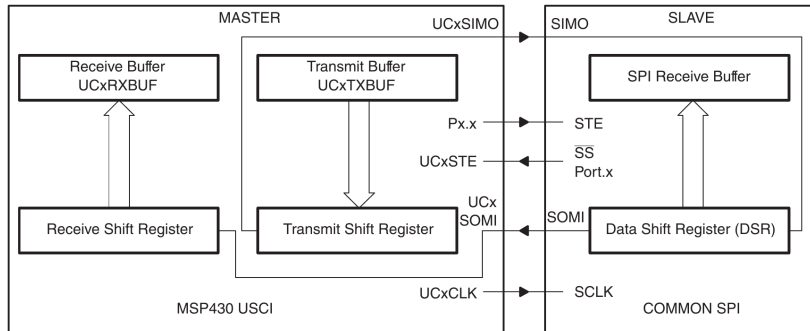 MASTER
SLAVE
UCxSIMO
SIMO
Receive Buffer
UCxRXBUF
Transmit Buffer
UCxTXBUF
SPI Receive Buffer
Px.x
STE
UCxSTE
SS
Port.x
UCx
SOMI
SOMI
Receive Shift Register
Transmit Shift Register
Data Shift Register (DSR)
UCxCLK
SCLK
MSP430 USCI
COMMON SPI